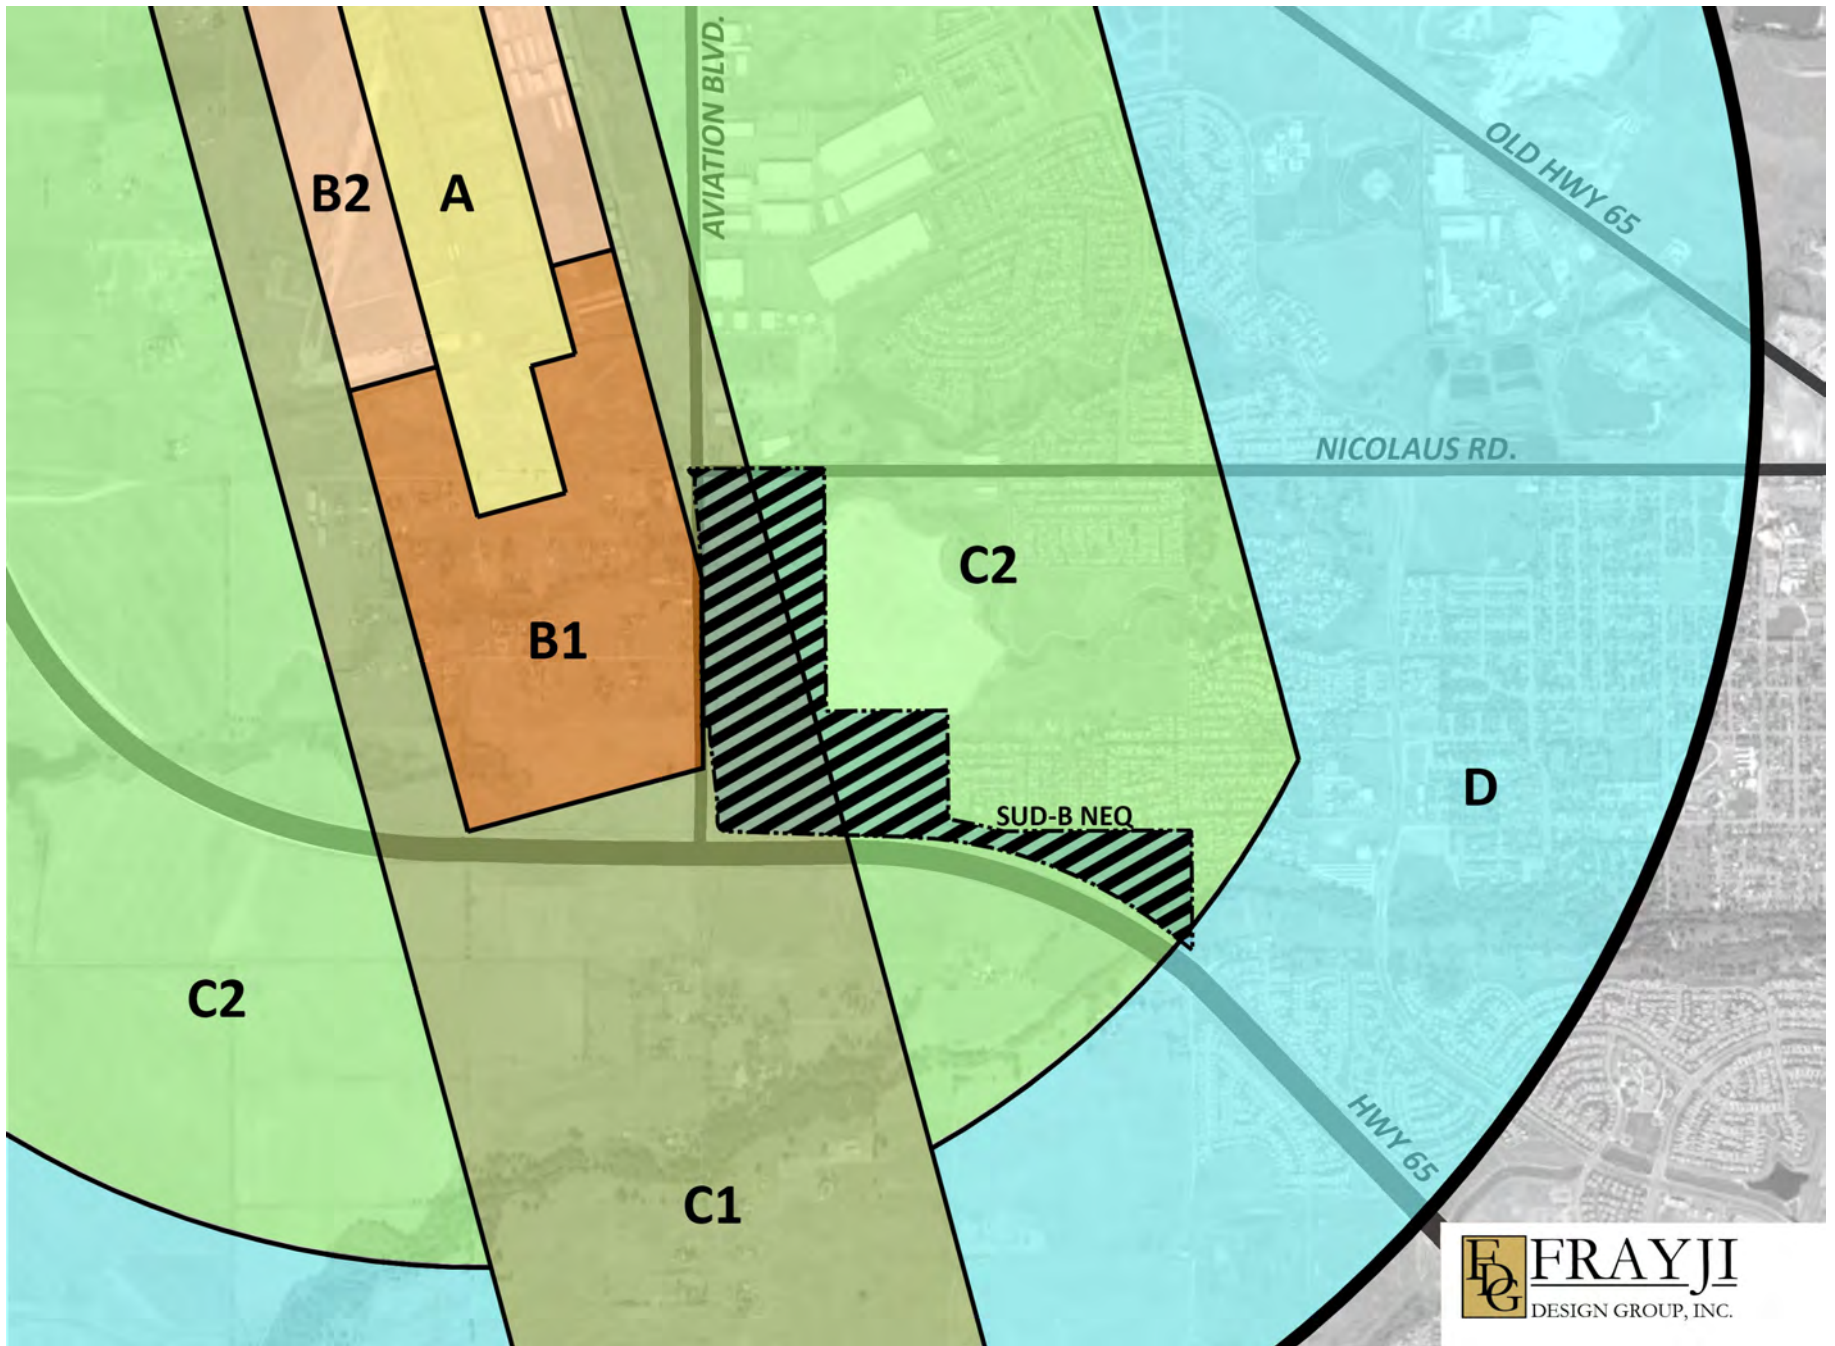 AVIATION BLVD.
OLD HWY 65
B2
A
NICOLAUS RD.
C2
B1
D
SUD-B NEQ
C2
HWY 65
C1
FDG
FRAYJI
DESIGN GROUP, INC.